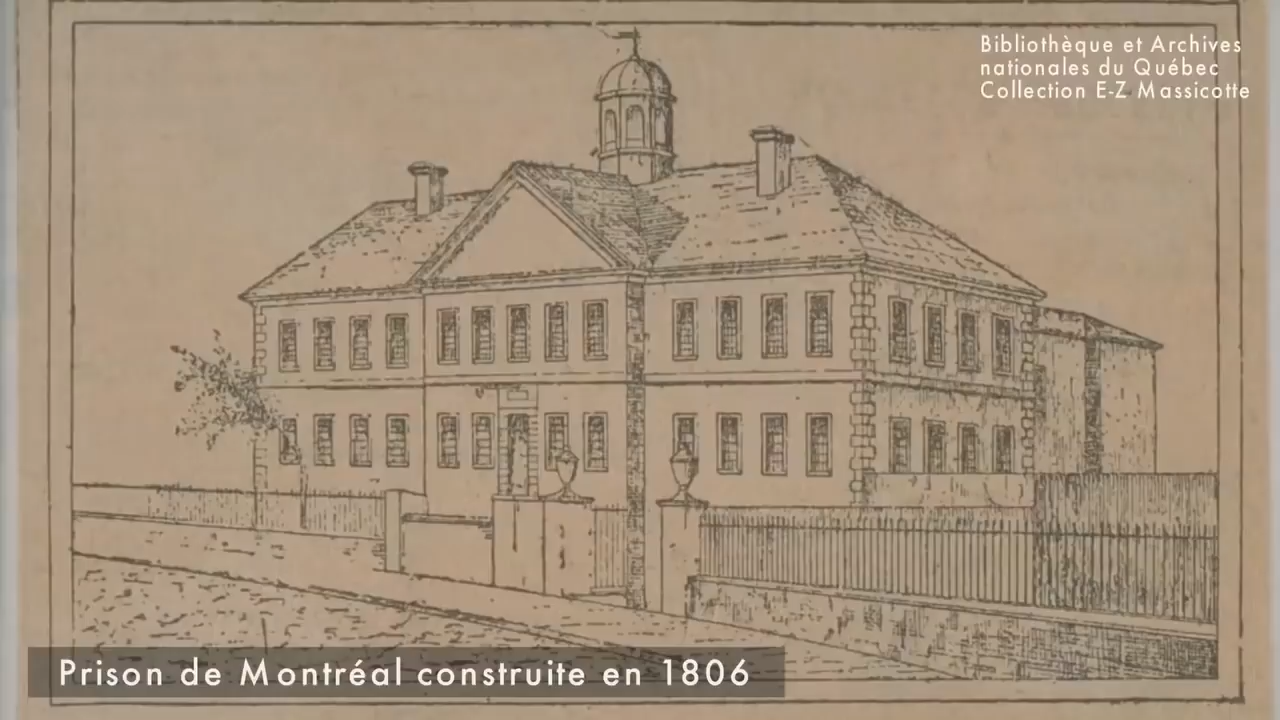 Bibliothèque et Archives
nationales du Québec
Collection E-Z Massicotte
Prison de Montréal construite en 1806